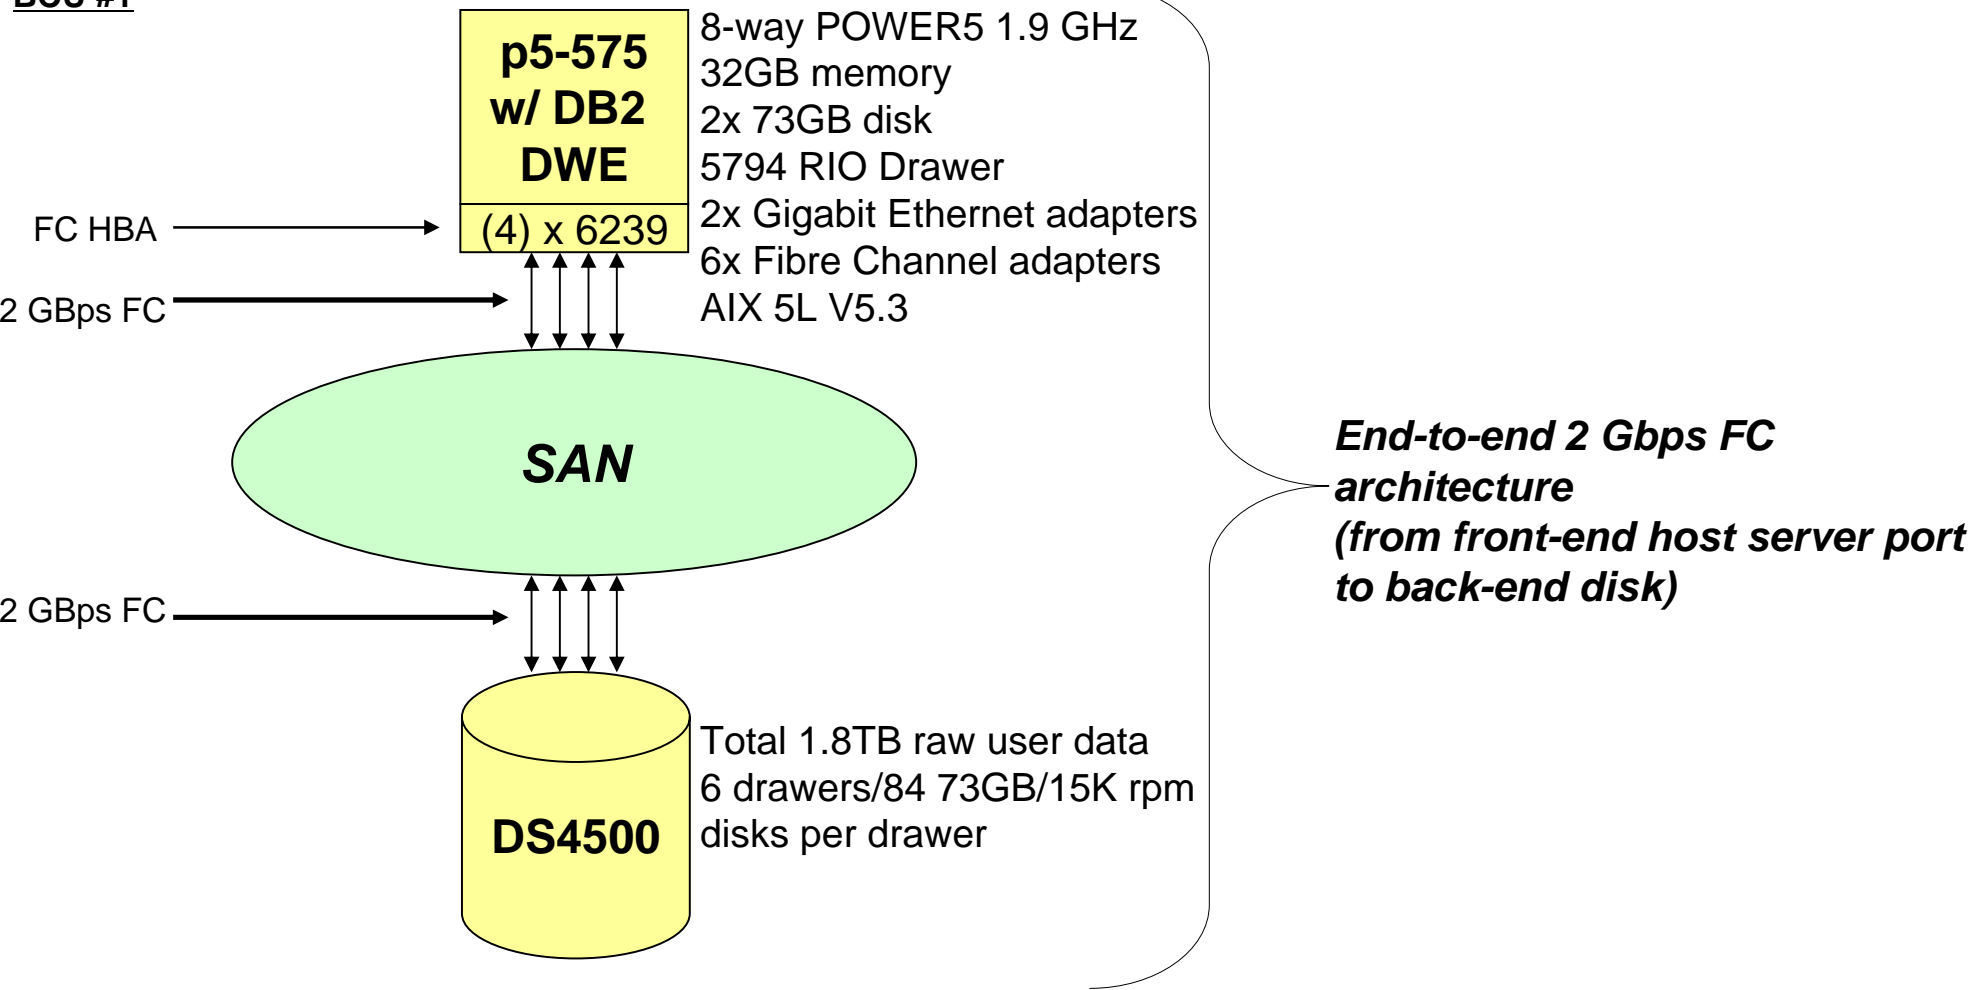 p5-575
w/ DB2
DWE
(4) x 6239
8-way POWER5 1.9 GHz
32GB memory
2x 73GB disk
5794 RIO Drawer
2x Gigabit Ethernet adapters
6x Fibre Channel adapters
AIX 5L V5.3
FC HBA
2 GBps FC
SAN
End-to-end 2 Gbps FC
architecture
(from front-end host server port
to back-end disk)
2 GBps FC
DS4500
Total 1.8TB raw user data
6 drawers/84 73GB/15K rpm
disks per drawer